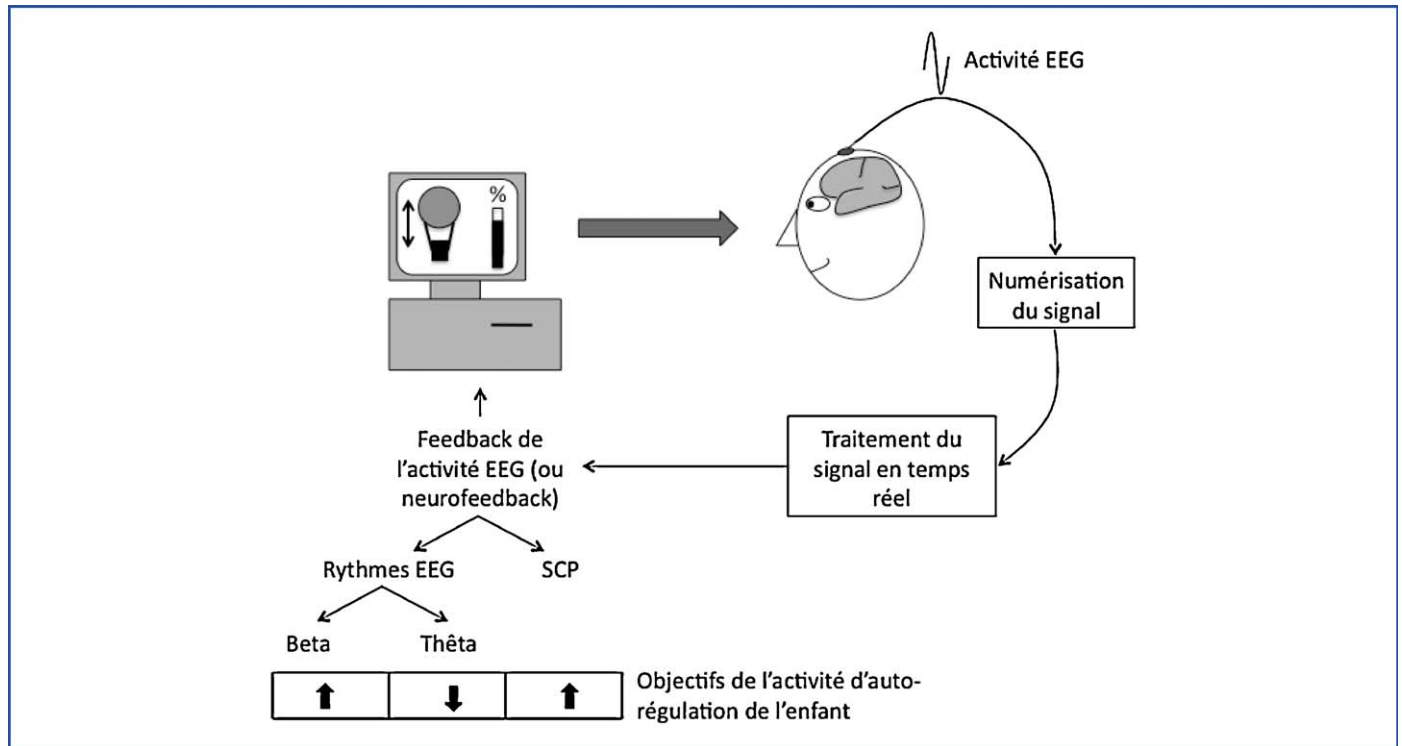 Activité EEG
%
Numérisation
du signal
Traitement du
signal en temps
réel
Feedback de
l'activité EEG (ou
neurofeedback)
Rythmes EEG
SCP
Beta
Thêta
Objectifs de l'activité d'auto-
régulation de l'enfant